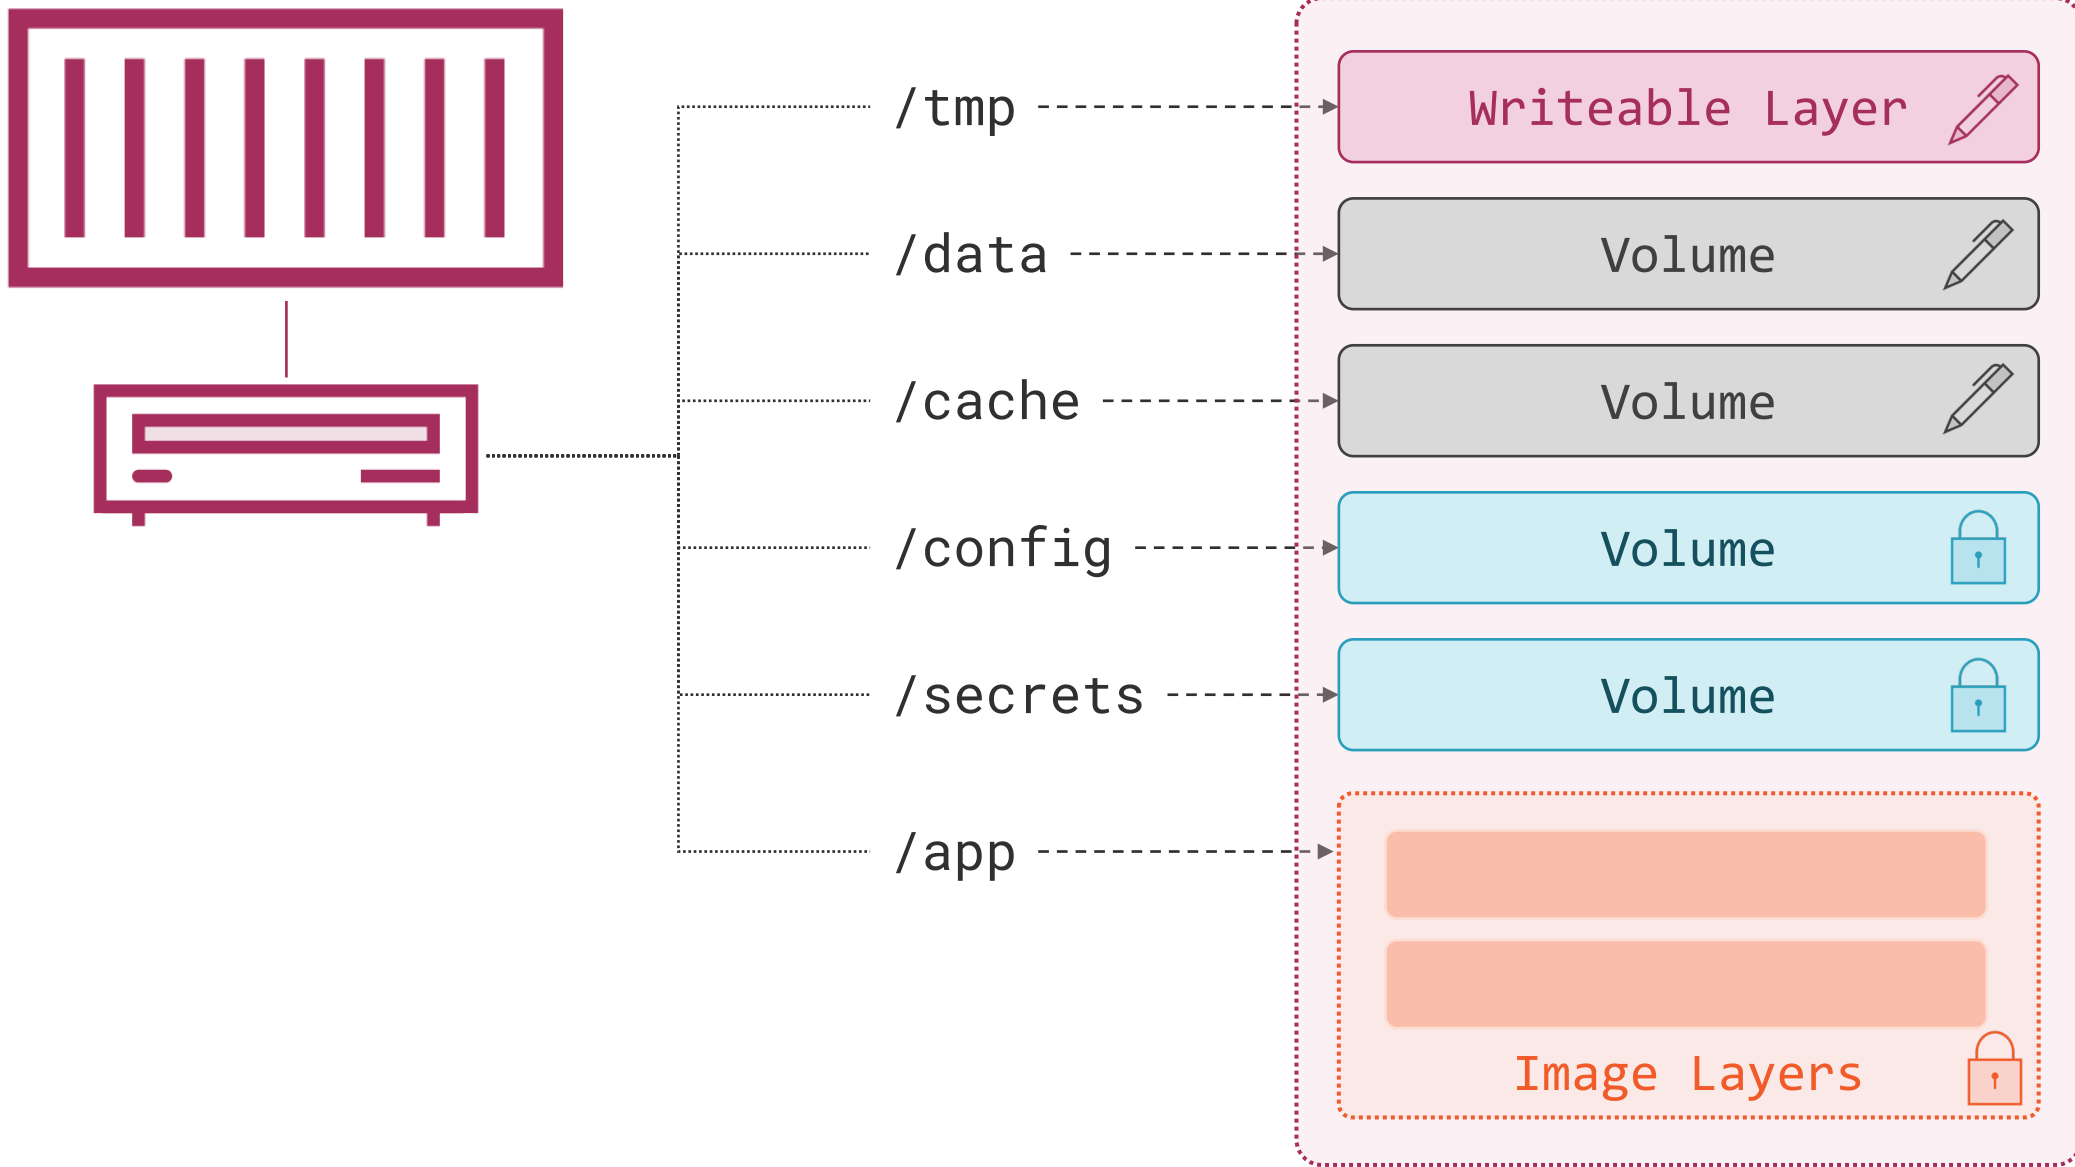 /tmp
Writeable Layer
/data
Volume
/cache
Volume
/config
Volume
/secrets
Volume
/app
Image Layers